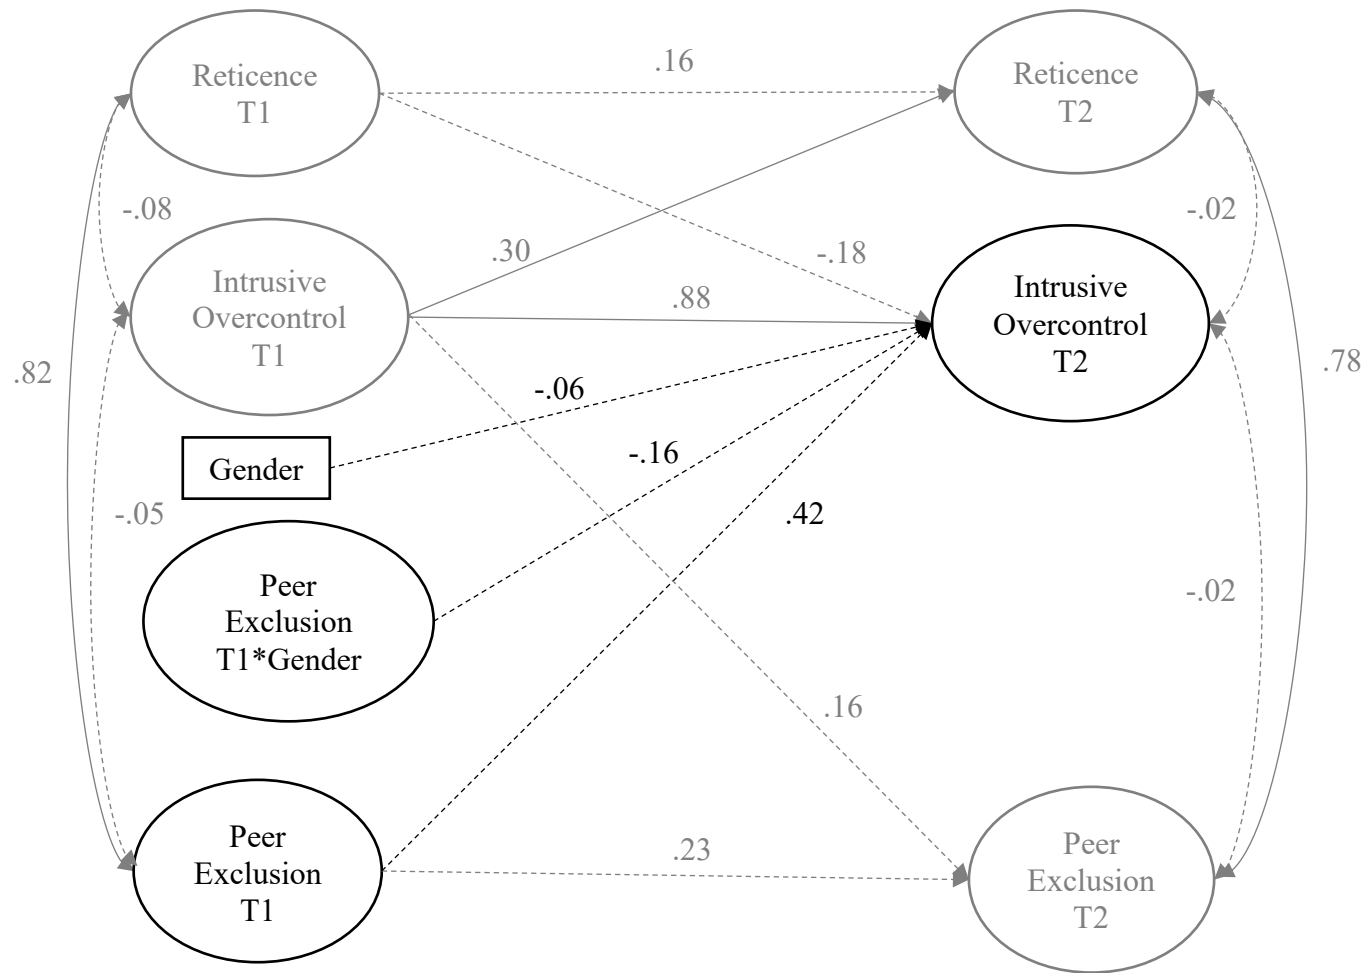 Reticence
T1
.16
Reticence
T2
-.08
-.02
.30
-.18
Intrusive
Overcontrol
T1
.88
Intrusive
Overcontrol
T2
.82
.78
-.06
Gender
-.16
-.05
.42
Peer
Exclusion
T1*Gender
-.02
.16
Peer
Exclusion
T1
.23
Peer
Exclusion
T2